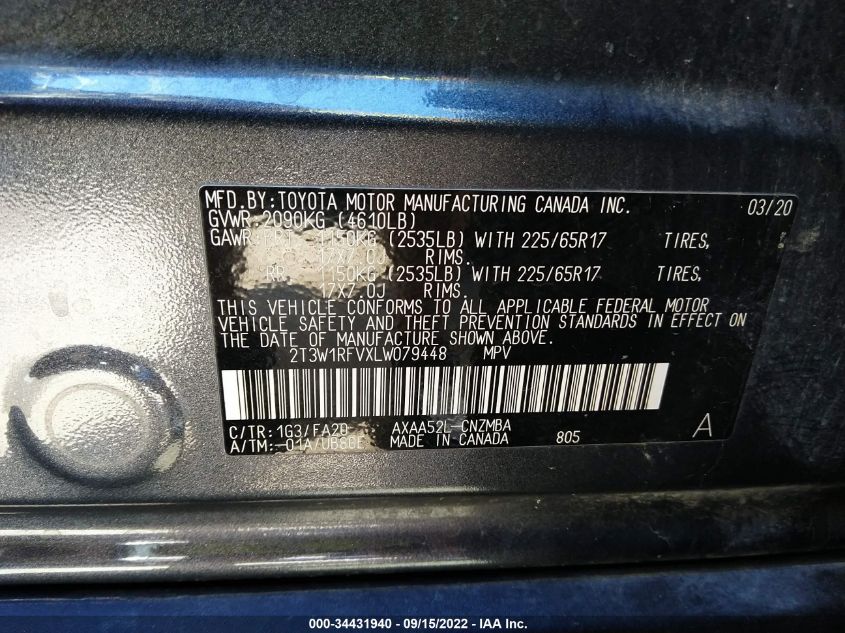 MFD.BY:TOYOTA MOTOR MANUFACTURING CANADA INC. 03/20
GVWR 2090KG (4610LB)
GAWR:FRT 1150KG (2535LB) WITH 225/65R17 TIRES,
17X7.0J RIMS.
RR 1150KG (2535LB) WITH 225/65R17 TIRES,
17X7.0J RIMS.
THIS VEHICLE CONFORMS TO ALL APPLICABLE FEDERAL MOTOR
VEHICLE SAFETY AND THEFT PREVENTION STANDARDS IN EFFECT ON
THE DATE OF MANUFACTURE SHOWN ABOVE.
2T3W1RFVXLW079448 MPV
C/TR:1G3/FA20 AXAA52L-CNZMBA
A/TM:-01A/UB80E MADE IN CANADA 805 A
000-34431940 - 09/15/2022 - IAA Inc.